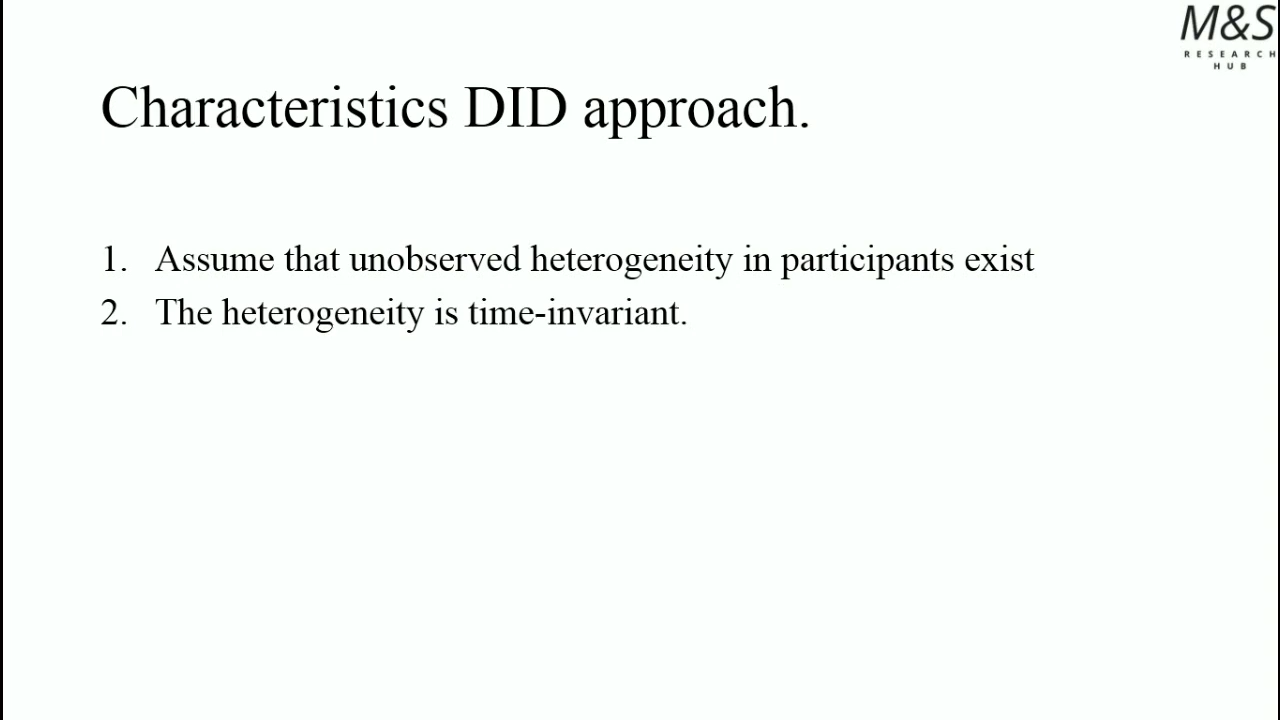 M&S
RESEARCH
HUB
Characteristics DID approach.
1. Assume that unobserved heterogeneity in participants exist
2. The heterogeneity is time-invariant.